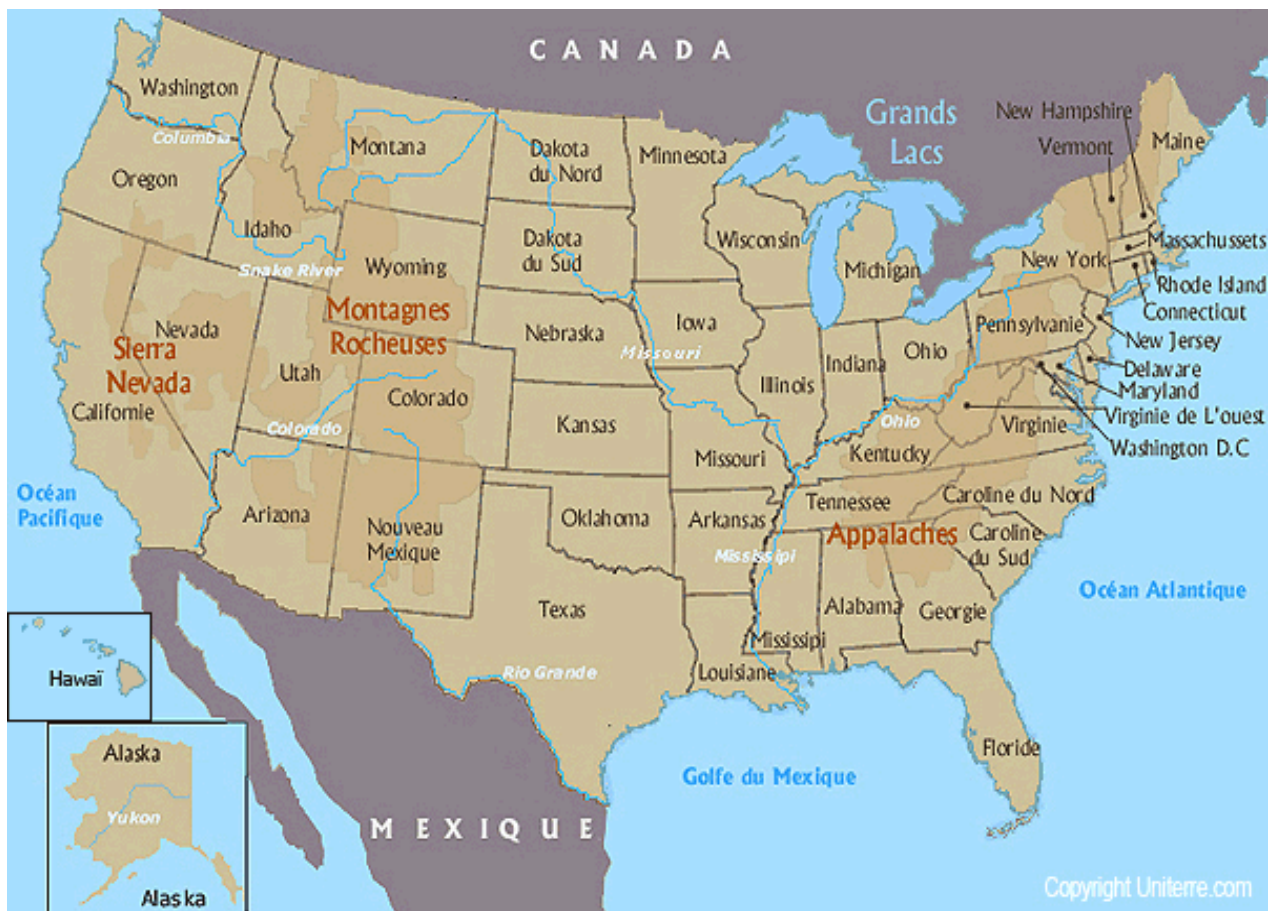 CANADA
Washington
Columbia
Montana
Dakota
du Nord
Minnesota
Grands
Lacs
New Hampshire
Vermont
Maine
Oregon
Idaho
Snake River
Wyoming
Dakota
du Sud
Wisconsin
Michigan
New York
Massachussets
Rhode Island
Connecticut
New Jersey
Delaware
Maryland
Virginie de L'ouest
Washington D.C
Montagnes
Rocheuses
Sierra
Nevada
Nevada
Utah
Californie
Colorado
Colorado
Nebraska
Iowa
Missouri
Illinois
Indiana
Ohio
Pennsylvanie
Ohio
Kansas
Missouri
Kentucky
Virginie
Océan
Pacifique
Arizona
Nouveau
Mexique
Oklahoma
Arkansas
Tennessee
Caroline du Nord
Appalaches
Caroline
du Sud
Mississipi
Océan Atlantique
Texas
Alabama
Georgie
Mississipi
Louisiane
Rio Grande
Hawaï
Floride
Golfe du Mexique
Alaska
Yukon
Alaska
MEXIQUE
Copyright Uniterre.com